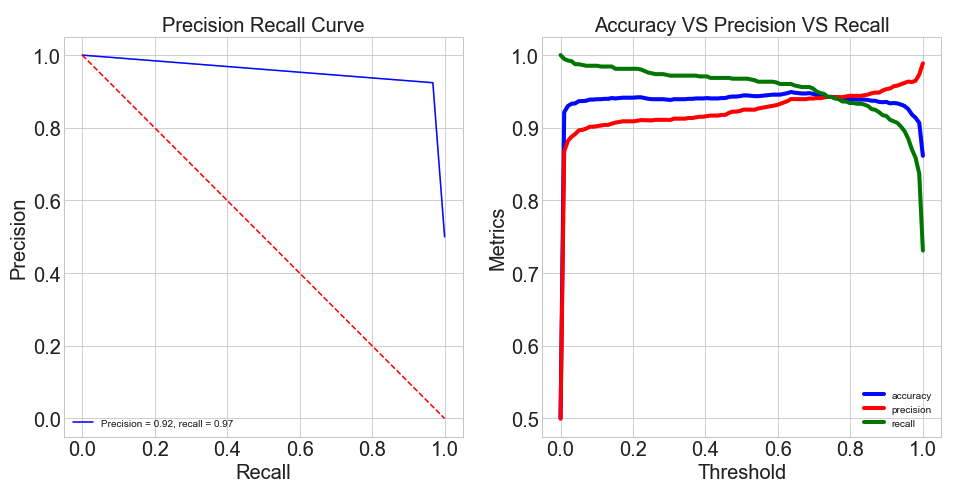 Precision Recall Curve
1.0
0.8
0.6
0.4
0.2
0.0
Precision
Precision = 0.92, recall = 0.97
0.0 0.2 0.4 0.6 0.8 1.0
Recall
Accuracy VS Precision VS Recall
1.0
0.9
0.8
0.7
0.6
0.5
Metrics
accuracy
precision
recall
0.0 0.2 0.4 0.6 0.8 1.0
Threshold